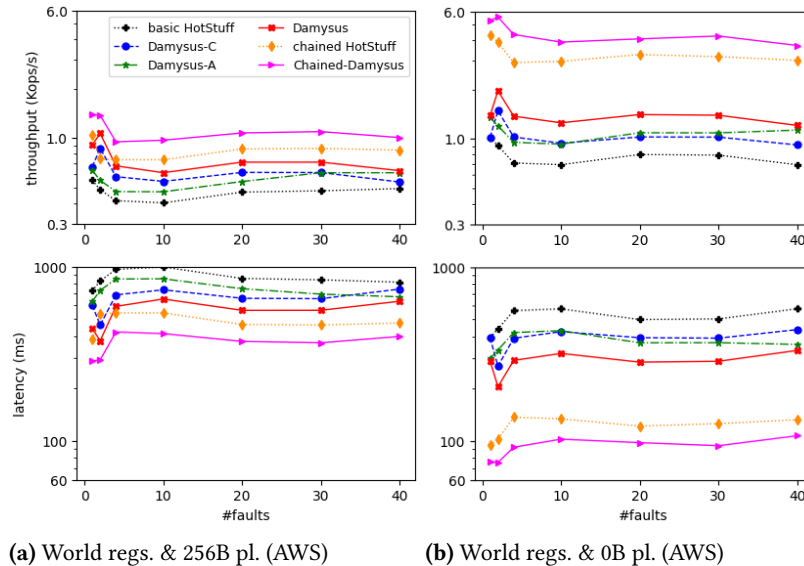 6.0
1.0
0.3
throughput (Kops/s)
basic HotStuff
Damysus-C
Damysus-A
Damysus
chained HotStuff
Chained-Damysus
0 10 20 30 40
6.0
1.0
0.3
0 10 20 30 40
1000
100
60
latency (ms)
0 10 20 30 40
#faults
1000
100
60
0 10 20 30 40
#faults
(a) World regs. & 256B pl. (AWS)
(b) World regs. & 0B pl. (AWS)